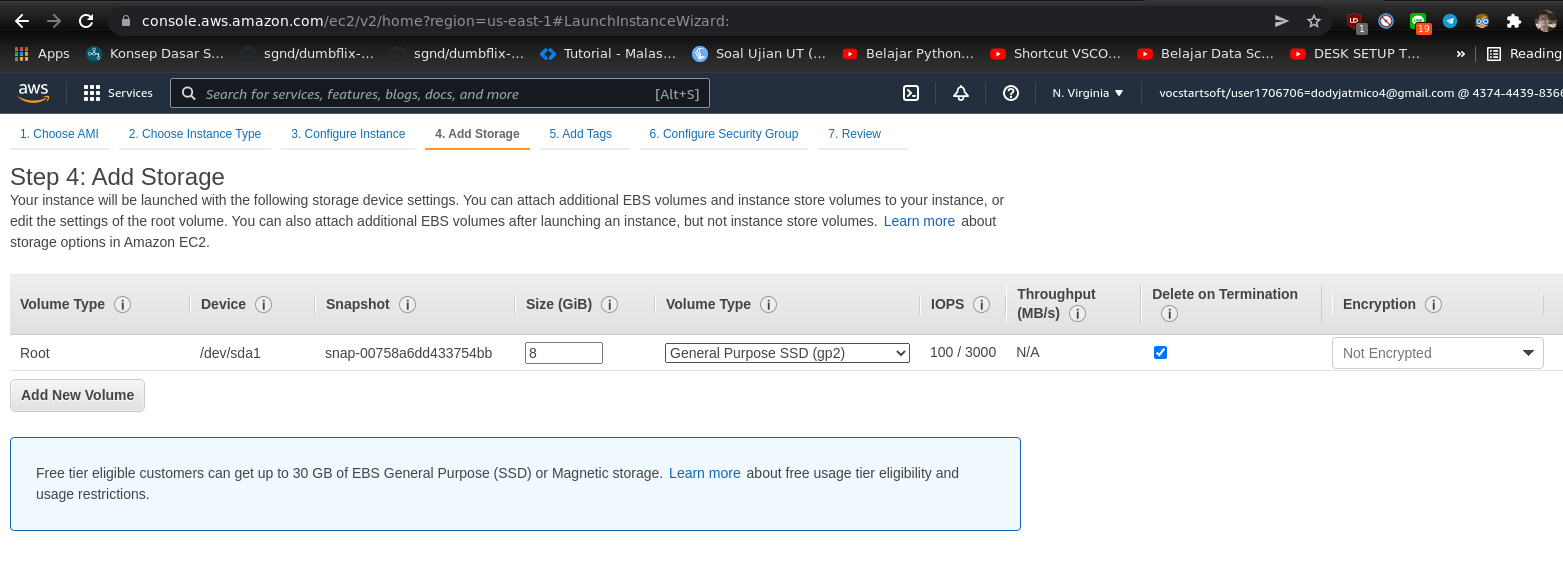 console.aws.amazon.com/ec2/v2/home?region=us-east-1#LaunchInstanceWizard:
1
19
Apps Konsep Dasar S... sgnd/dumbflix-... sgnd/dumbflix-... Tutorial - Malas... Soal Ujian UT (... Belajar Python... Shortcut VSCO... Belajar Data Sc... DESK SETUP T... » Reading
aws Services Search for services, features, blogs, docs, and more [Alt+S] N. Virginia vocstartsoft/user1706706=dodyjatmico4@gmail.com @ 4374-4439-8366
1. Choose AMI 2. Choose Instance Type 3. Configure Instance 4. Add Storage 5. Add Tags 6. Configure Security Group 7. Review
Step 4: Add Storage
Your instance will be launched with the following storage device settings. You can attach additional EBS volumes and instance store volumes to your instance, or
edit the settings of the root volume. You can also attach additional EBS volumes after launching an instance, but not instance store volumes. Learn more about
storage options in Amazon EC2.
Volume Type i Device i Snapshot i Size (GiB) i Volume Type i IOPS i Throughput (MB/s) i Delete on Termination i Encryption i
Root /dev/sda1 snap-00758a6dd433754bb 8 General Purpose SSD (gp2) 100 / 3000 N/A Not Encrypted
Add New Volume
Free tier eligible customers can get up to 30 GB of EBS General Purpose (SSD) or Magnetic storage. Learn more about free usage tier eligibility and
usage restrictions.